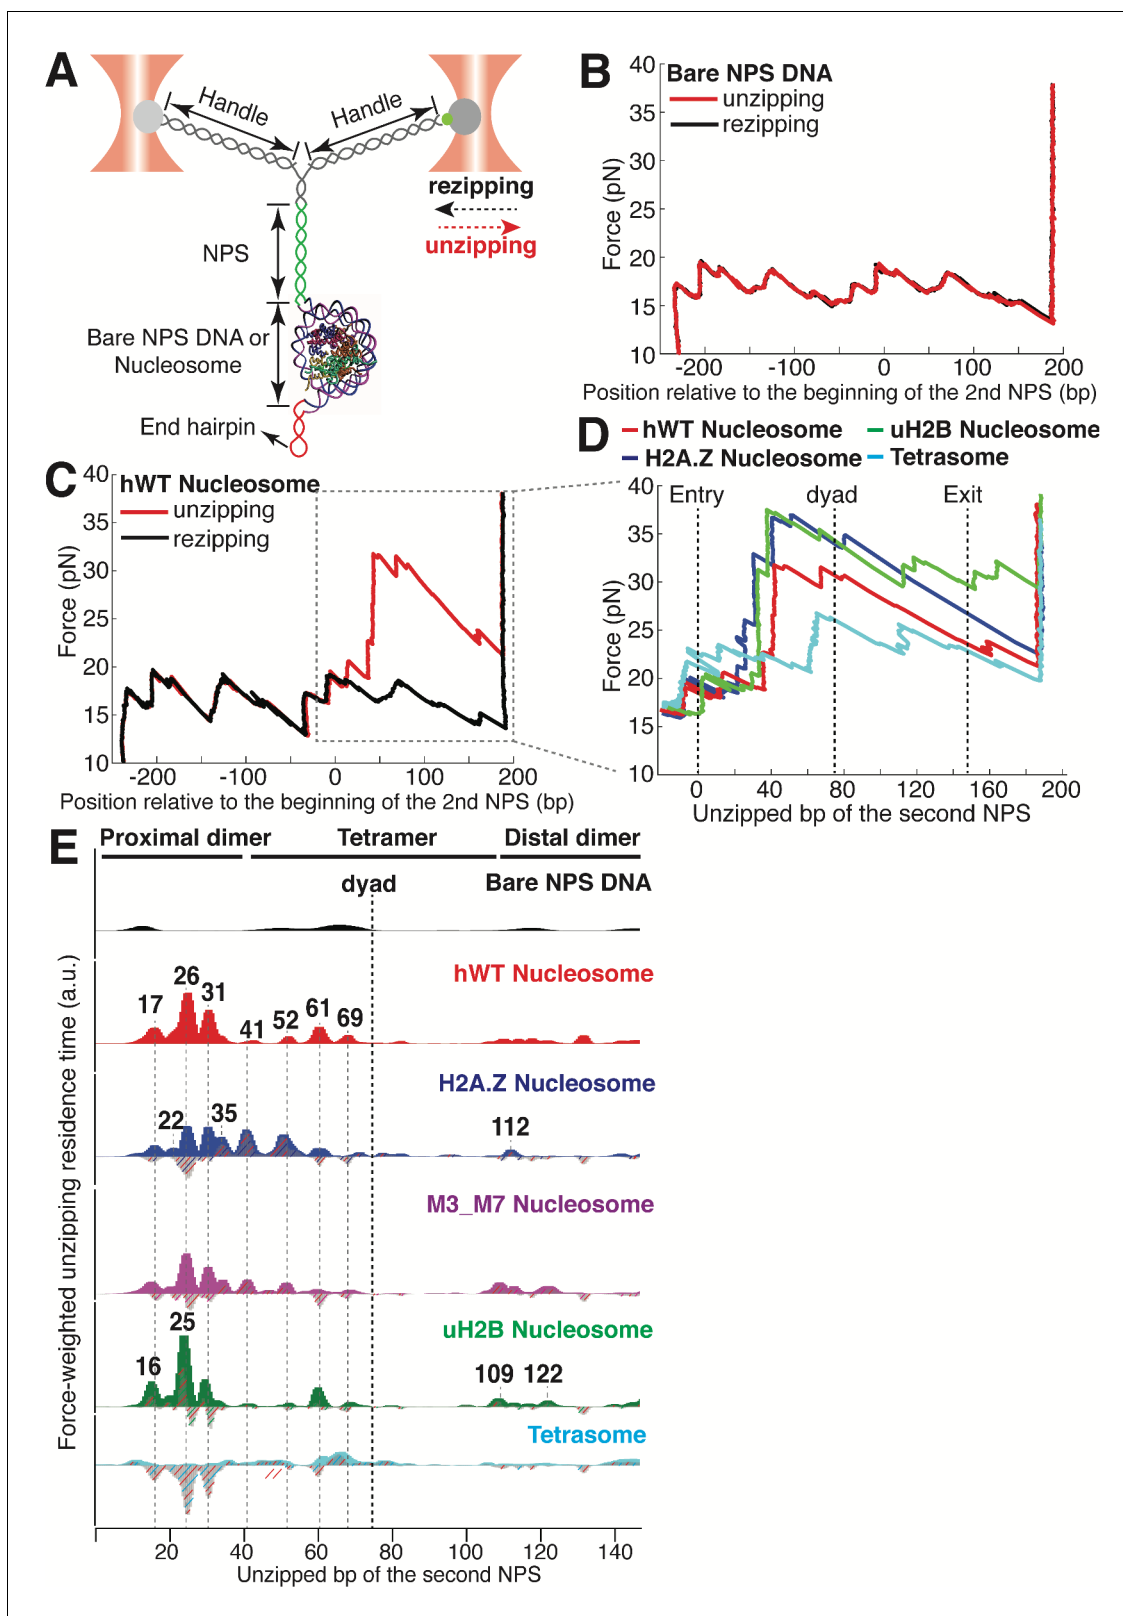 A
Handle
Handle
rezipping
unzipping
NPS
Bare NPS DNA or
Nucleosome
End hairpin
B
Bare NPS DNA
unzipping
rezipping
40
35
30
25
20
15
10
Force (pN)
-200
-100
0
100
200
Position relative to the beginning of the 2nd NPS (bp)
C
hWT Nucleosome
unzipping
rezipping
40
35
30
25
20
15
10
Force (pN)
-200
-100
0
100
200
Position relative to the beginning of the 2nd NPS (bp)
D
hWT Nucleosome
uH2B Nucleosome
H2A.Z Nucleosome
Tetrasome
40
35
30
25
20
15
10
Force (pN)
Entry
dyad
Exit
0
40
80
120
160
200
Unzipped bp of the second NPS
E
Proximal dimer
Tetramer
Distal dimer
dyad
Bare NPS DNA
hWT Nucleosome
17
26
31
41
52
61
69
H2A.Z Nucleosome
22
35
112
M3_M7 Nucleosome
uH2B Nucleosome
16
25
109
122
Tetrasome
Force-weighted unzipping residence time (a.u.)
20
40
60
80
100
120
140
Unzipped bp of the second NPS